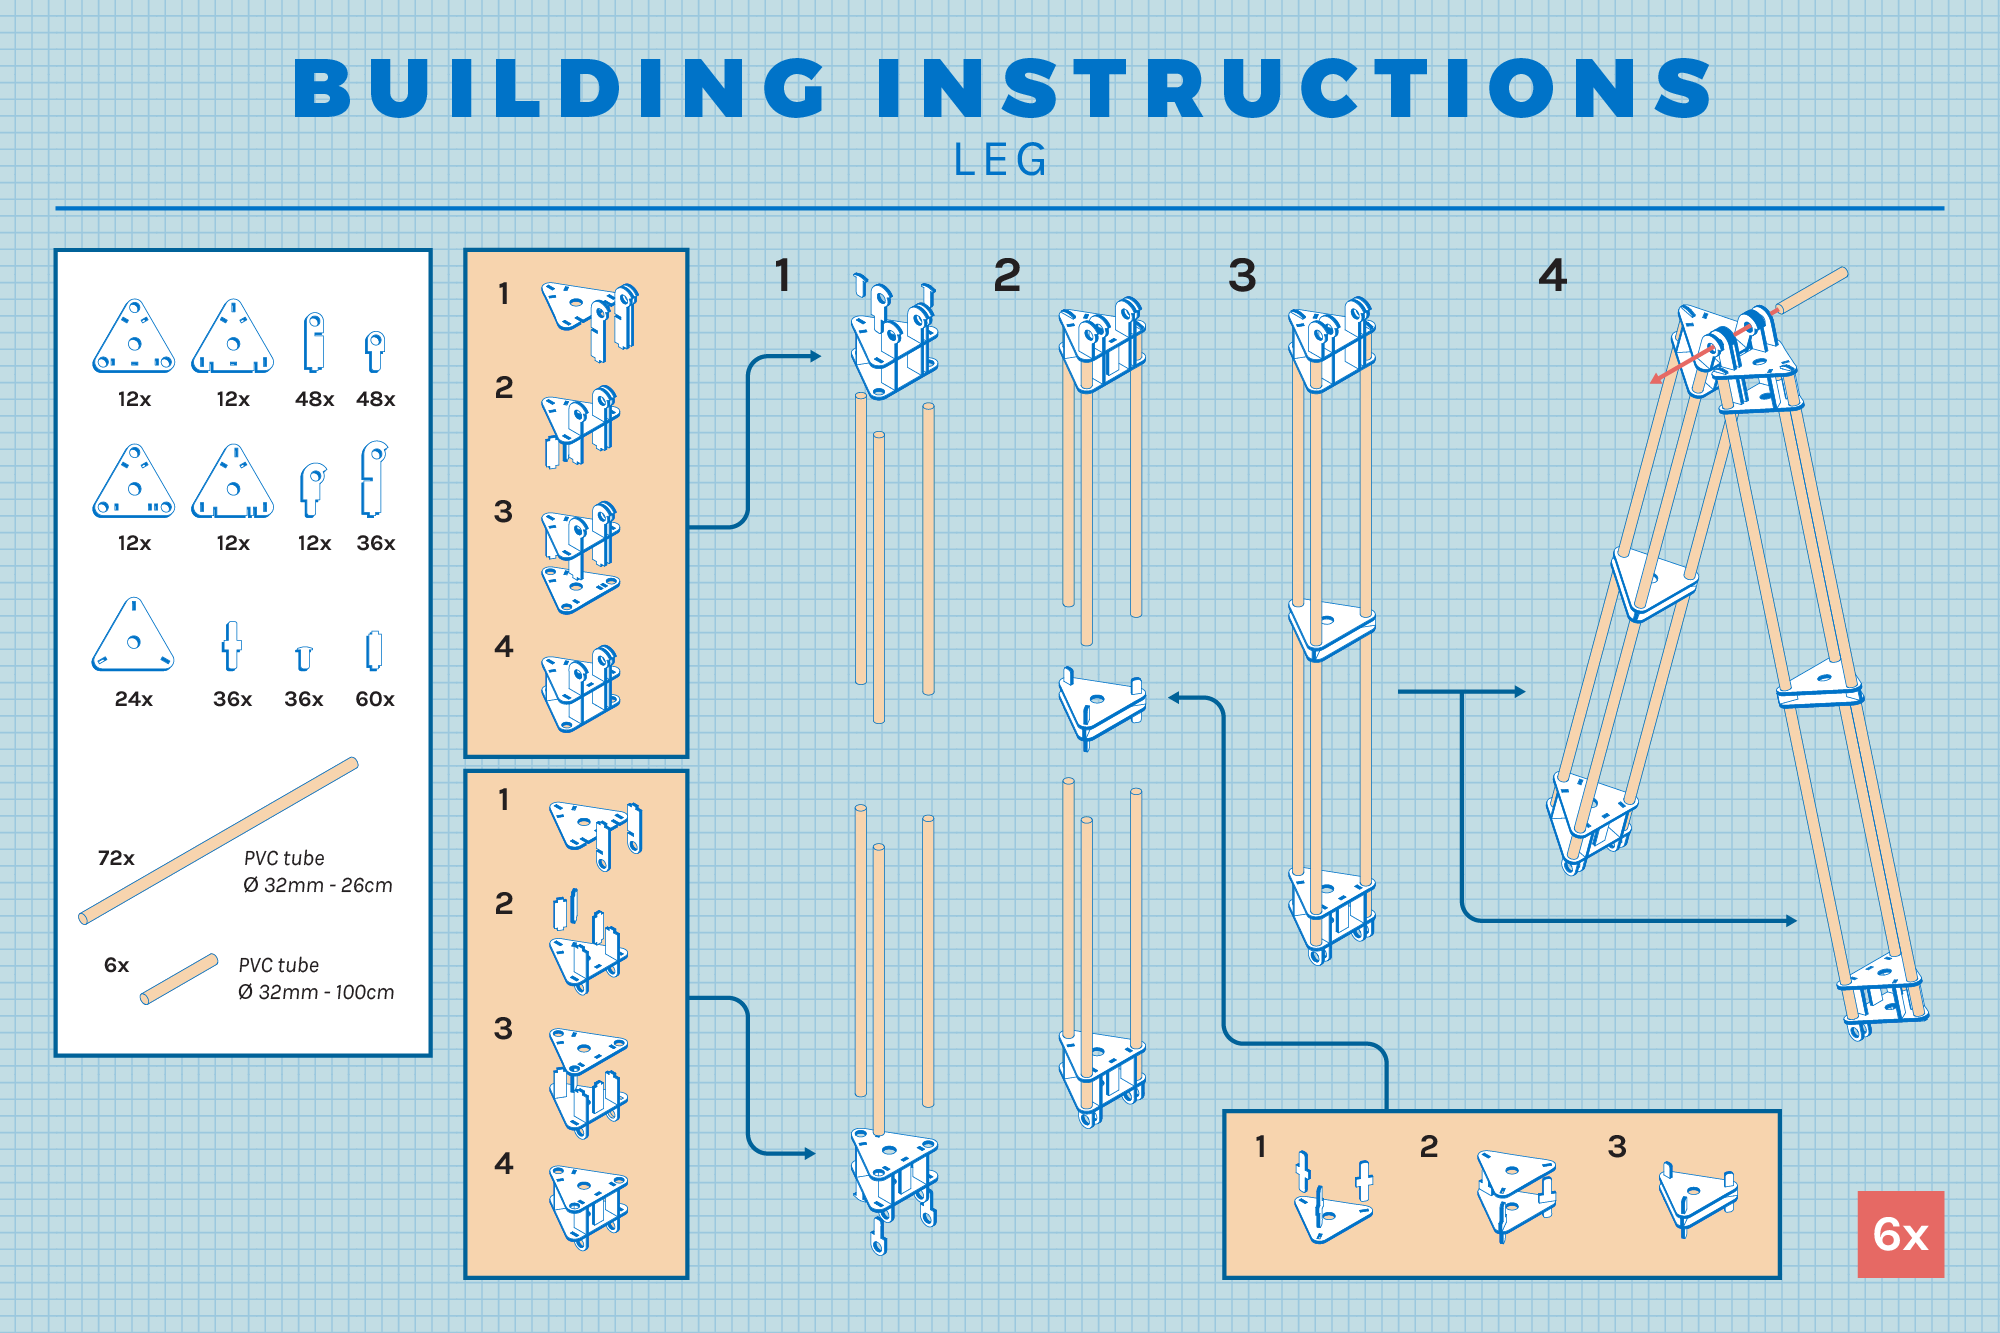 BUILDING INSTRUCTIONS
LEG
12x 12x 48x 48x
12x 12x 12x 36x
24x 36x 36x 60x
72x
PVC tube
Ø 32mm - 26cm
6x
PVC tube
Ø 32mm - 100cm
1
2
3
4
1
2
3
4
1
2
3
4
1
2
3
6x